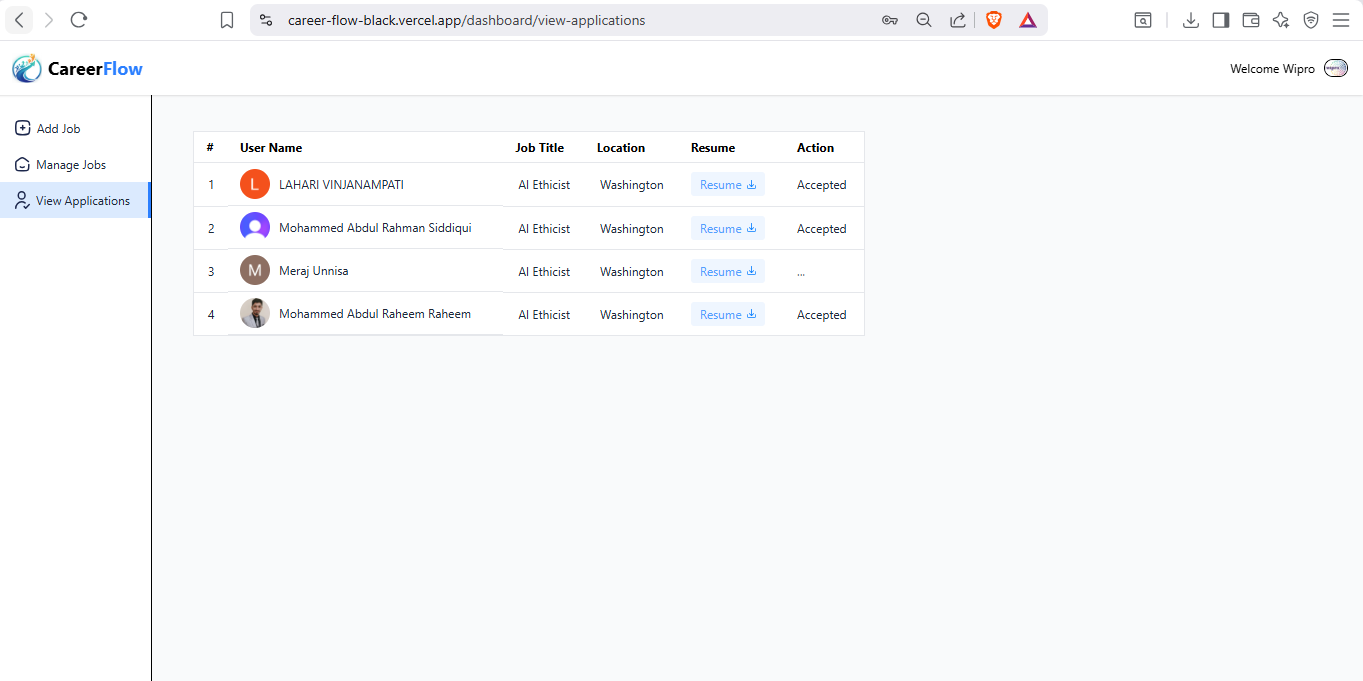 career-flow-black.vercel.app/dashboard/view-applications
CareerFlow
Welcome Wipro
Add Job
Manage Jobs
View Applications
# User Name Job Title Location Resume Action
1 L LAHARI VINJANAMPATI AI Ethicist Washington Resume Accepted
2 Mohammed Abdul Rahman Siddiqui AI Ethicist Washington Resume Accepted
3 M Meraj Unnisa AI Ethicist Washington Resume ...
4 Mohammed Abdul Raheem Raheem AI Ethicist Washington Resume Accepted